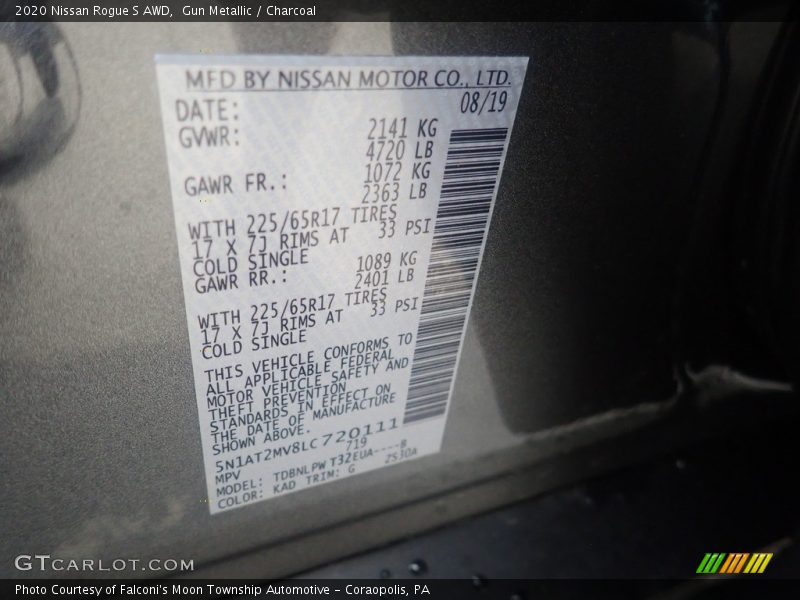 2020 Nissan Rogue S AWD,  Gun Metallic / Charcoal
MFD BY NISSAN MOTOR CO., LTD.
DATE: 08/19
GVWR: 2141 KG
4720 LB
GAWR FR.: 1072 KG
2363 LB
WITH 225/65R17 TIRES
17 X 7J RIMS AT 33 PSI
COLD SINGLE
GAWR RR.: 1089 KG
2401 LB
WITH 225/65R17 TIRES
17 X 7J RIMS AT 33 PSI
COLD SINGLE
THIS VEHICLE CONFORMS TO
ALL APPLICABLE FEDERAL
MOTOR VEHICLE SAFETY AND
THEFT PREVENTION
STANDARDS IN EFFECT ON
THE DATE OF MANUFACTURE
SHOWN ABOVE.
5N1AT2MV8LC720111
MPV 719
MODEL: TDBNLPW T32EUA----B
COLOR: KAD TRIM: G 2S30A
GTCARLOT.COM
Photo Courtesy of Falconi's Moon Township Automotive - Coraopolis, PA